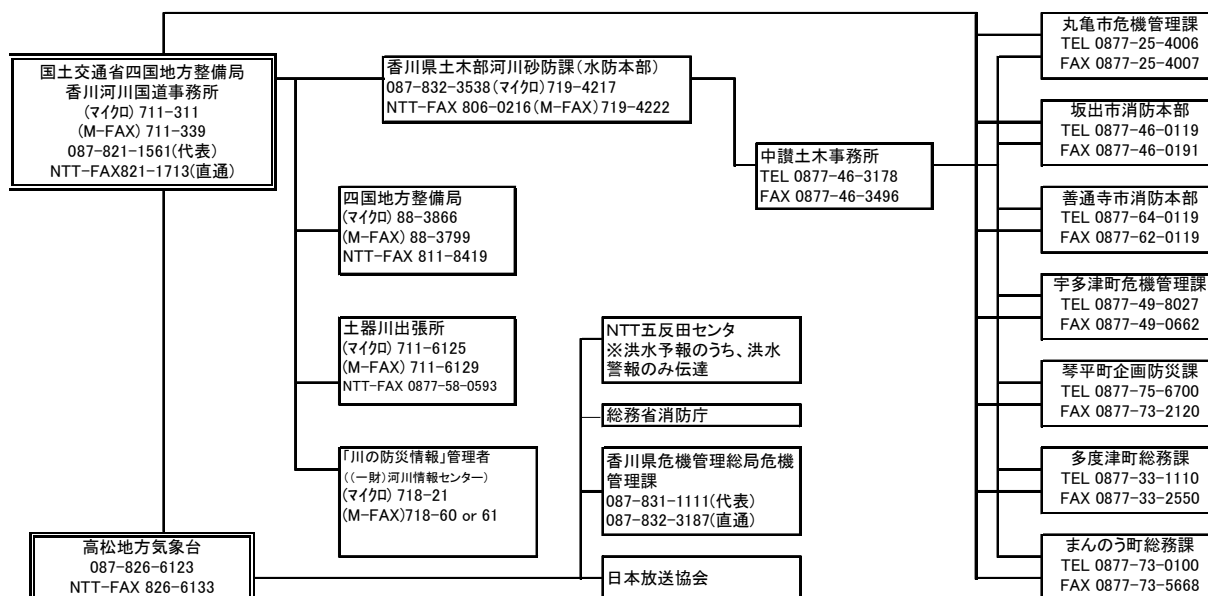 国土交通省四国地方整備局
香川河川国道事務所
(マイクロ) 711-311
(M-FAX) 711-339
087-821-1561(代表)
NTT-FAX821-1713(直通)
香川県土木部河川砂防課(水防本部)
087-832-3538(マイクロ)719-4217
NTT-FAX 806-0216(M-FAX)719-4222
四国地方整備局
(マイクロ) 88-3866
(M-FAX) 88-3799
NTT-FAX 811-8419
土器川出張所
(マイクロ) 711-6125
(M-FAX) 711-6129
NTT-FAX 0877-58-0593
「川の防災情報」管理者
((一財)河川情報センター)
(マイクロ) 718-21
(M-FAX)718-60 or 61
高松地方気象台
087-826-6123
NTT-FAX 826-6133
中讃土木事務所
TEL 0877-46-3178
FAX 0877-46-3496
NTT五反田センタ
※洪水予報のうち、洪水
警報のみ伝達
総務省消防庁
香川県危機管理総局危機
管理課
087-831-1111(代表)
087-832-3187(直通)
日本放送協会
丸亀市危機管理課
TEL 0877-25-4006
FAX 0877-25-4007
坂出市消防本部
TEL 0877-46-0119
FAX 0877-46-0191
善通寺市消防本部
TEL 0877-64-0119
FAX 0877-62-0119
宇多津町危機管理課
TEL 0877-49-8027
FAX 0877-49-0662
琴平町企画防災課
TEL 0877-75-6700
FAX 0877-73-2120
多度津町総務課
TEL 0877-33-1110
FAX 0877-33-2550
まんのう町総務課
TEL 0877-73-0100
FAX 0877-73-5668